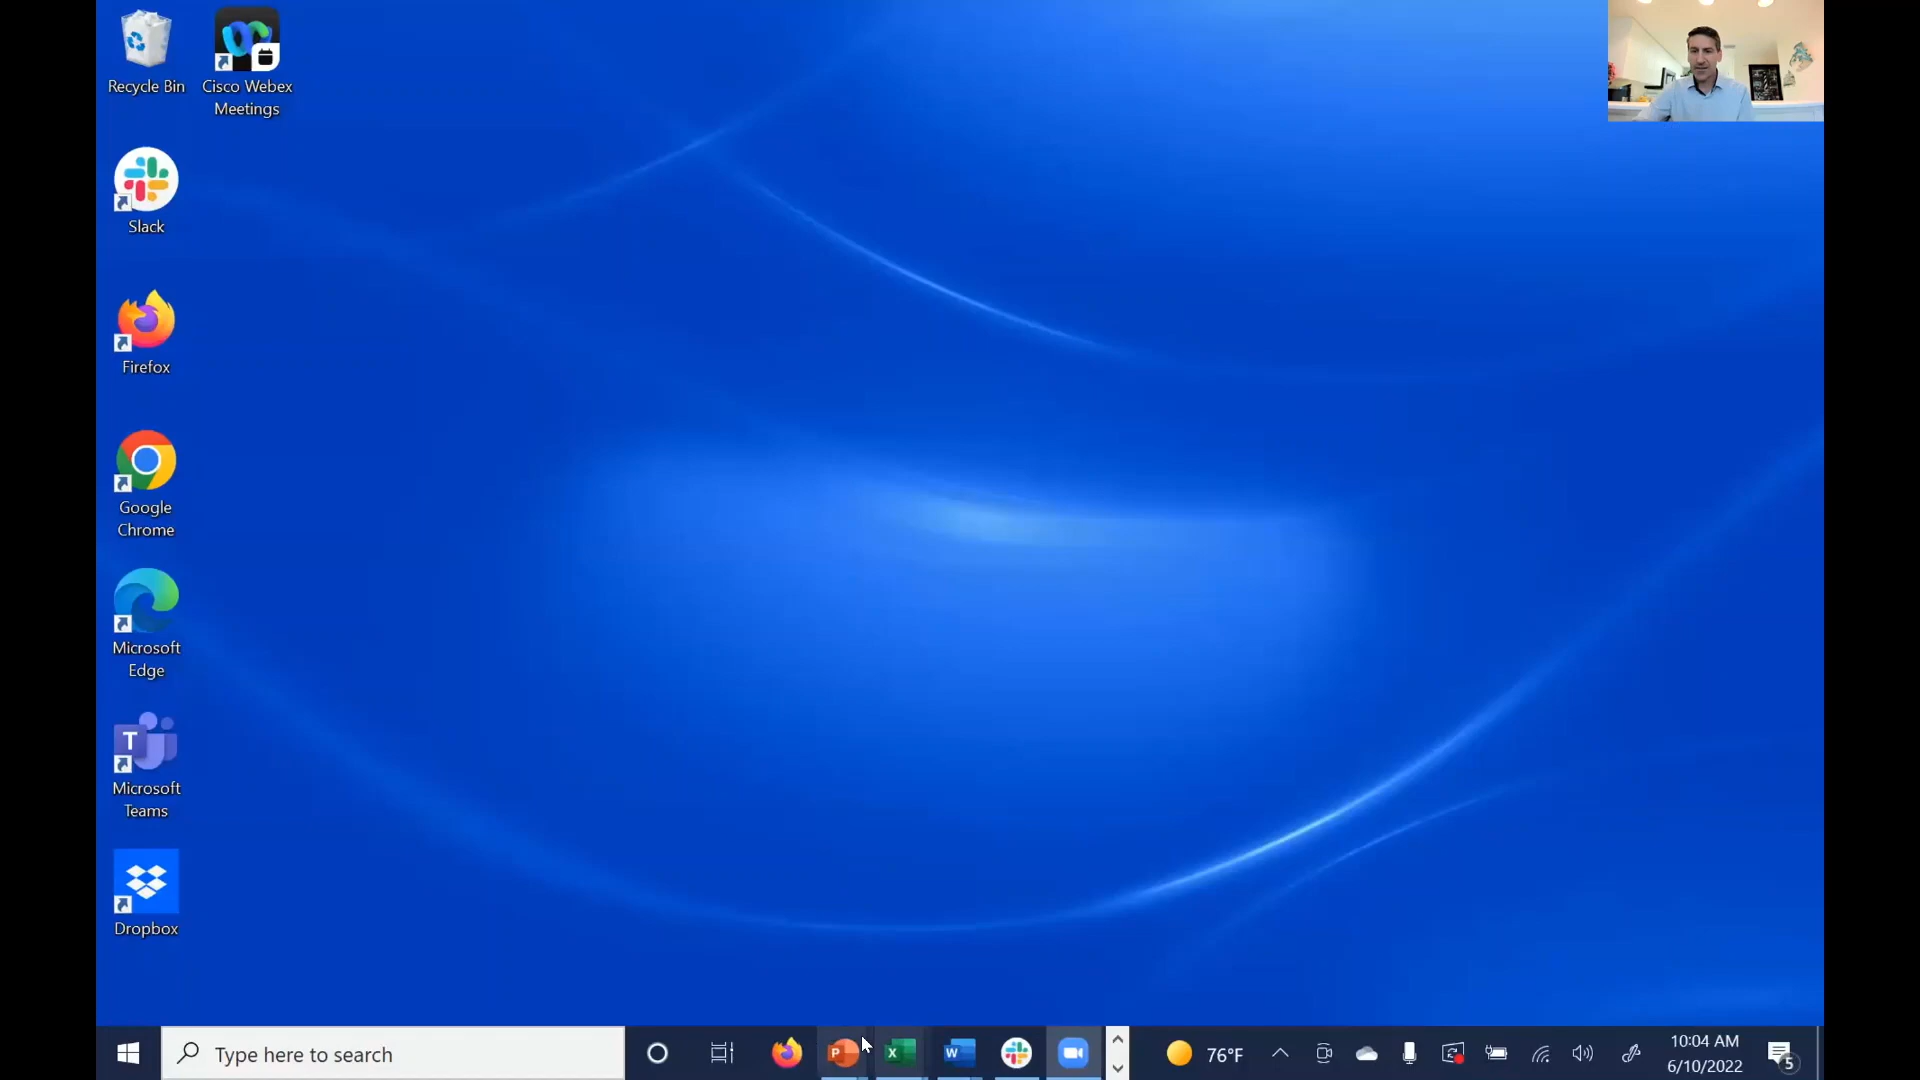 Recycle Bin
Cisco Webex
Meetings
Slack
Firefox
Google
Chrome
Microsoft
Edge
T
Microsoft
Teams
Dropbox
Type here to search
P
X
W
76°F
10:04 AM
6/10/2022
5